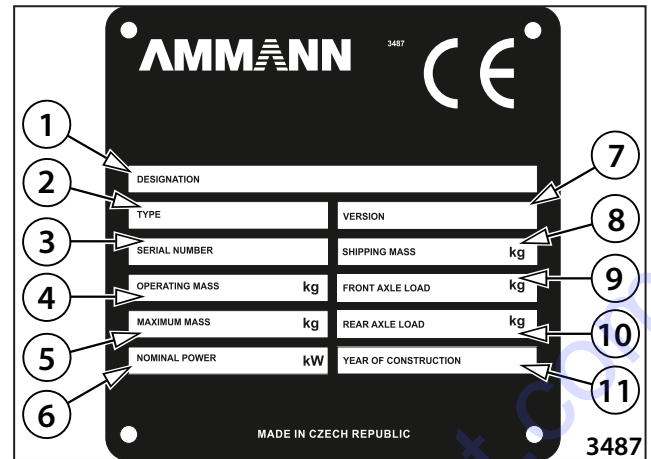 AMMANN
3487
CE
1
DESIGNATION
7
2
TYPE
VERSION
8
3
SERIAL NUMBER
SHIPPING MASS kg
9
4
OPERATING MASS kg
FRONT AXLE LOAD kg
10
5
MAXIMUM MASS kg
REAR AXLE LOAD kg
6
NOMINAL POWER kW
YEAR OF CONSTRUCTION
11
MADE IN CZECH REPUBLIC
3487